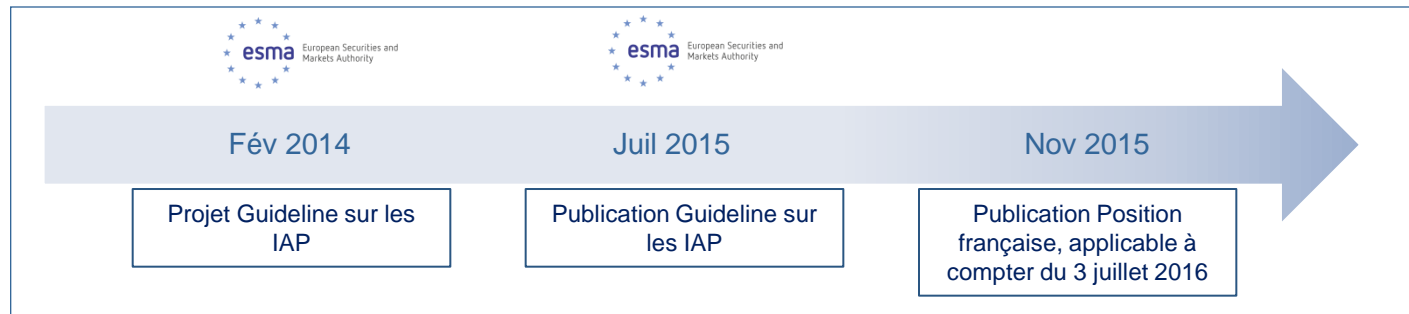 esma European Securities and
Markets Authority
esma European Securities and
Markets Authority
Fév 2014
Juil 2015
Nov 2015
Projet Guideline sur les
IAP
Publication Guideline sur
les IAP
Publication Position
française, applicable à
compter du 3 juillet 2016